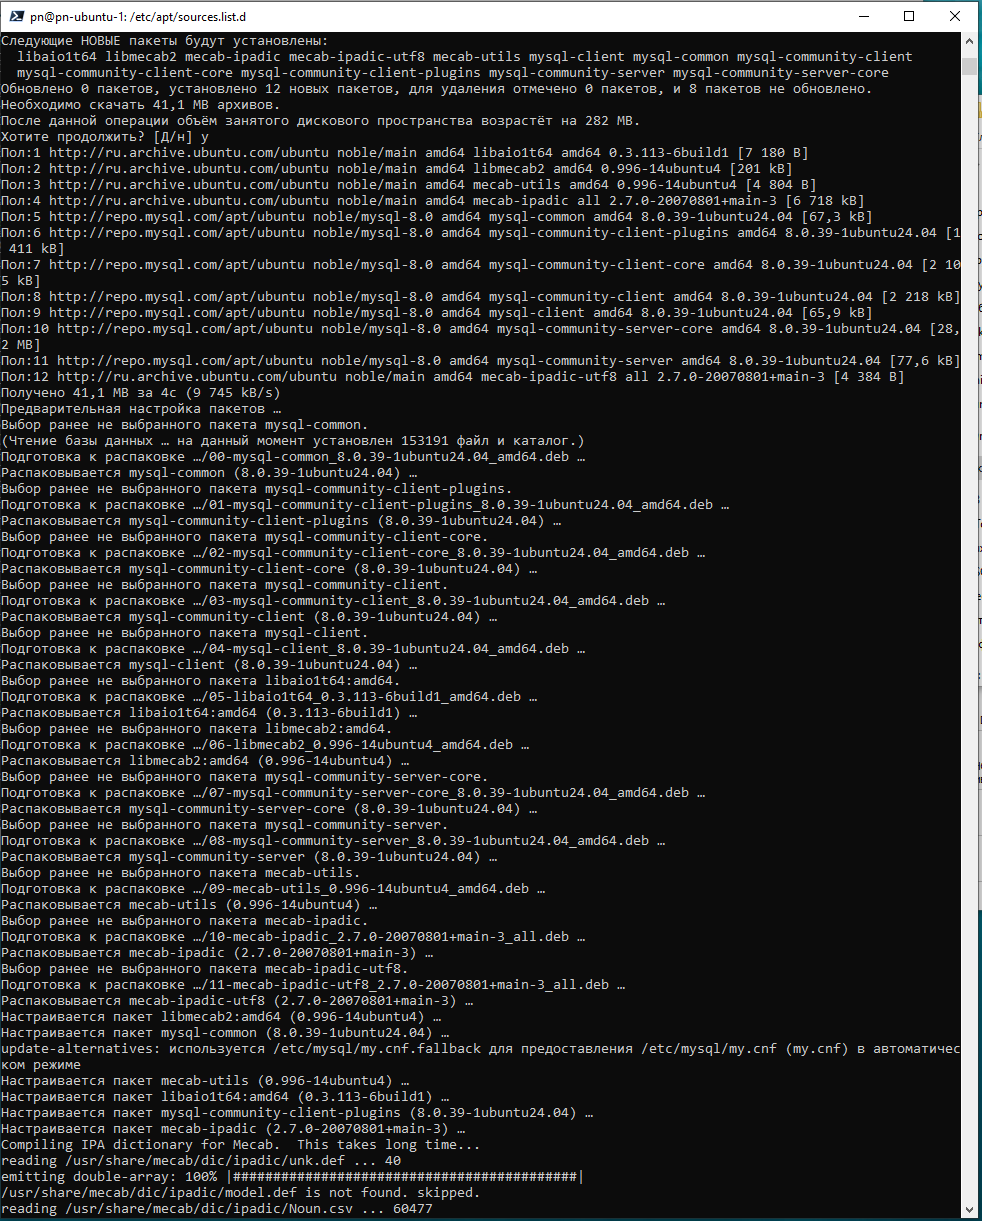 pn@pn-ubuntu-1: /etc/apt/sources.list.d
Следующие НОВЫЕ пакеты будут установлены:
  libaio1t64 libmecab2 mecab-ipadic mecab-ipadic-utf8 mecab-utils mysql-client mysql-common mysql-community-client
  mysql-community-client-core mysql-community-client-plugins mysql-community-server mysql-community-server-core
Обновлено 0 пакетов, установлено 12 новых пакетов, для удаления отмечено 0 пакетов, и 8 пакетов не обновлено.
Необходимо скачать 41,1 MB архивов.
После данной операции объём занятого дискового пространства возрастёт на 282 MB.
Хотите продолжить? [Д/н] y
Пол:1 http://ru.archive.ubuntu.com/ubuntu noble/main amd64 libaio1t64 amd64 0.3.113-6build1 [7 180 B]
Пол:2 http://ru.archive.ubuntu.com/ubuntu noble/main amd64 libmecab2 amd64 0.996-14ubuntu4 [201 kB]
Пол:3 http://ru.archive.ubuntu.com/ubuntu noble/main amd64 mecab-utils amd64 0.996-14ubuntu4 [4 804 B]
Пол:4 http://ru.archive.ubuntu.com/ubuntu noble/main amd64 mecab-ipadic all 2.7.0-20070801+main-3 [6 718 kB]
Пол:5 http://repo.mysql.com/apt/ubuntu noble/mysql-8.0 amd64 mysql-common amd64 8.0.39-1ubuntu24.04 [67,3 kB]
Пол:6 http://repo.mysql.com/apt/ubuntu noble/mysql-8.0 amd64 mysql-community-client-plugins amd64 8.0.39-1ubuntu24.04 [1
 411 kB]
Пол:7 http://repo.mysql.com/apt/ubuntu noble/mysql-8.0 amd64 mysql-community-client-core amd64 8.0.39-1ubuntu24.04 [2 10
5 kB]
Пол:8 http://repo.mysql.com/apt/ubuntu noble/mysql-8.0 amd64 mysql-community-client amd64 8.0.39-1ubuntu24.04 [2 218 kB]
Пол:9 http://repo.mysql.com/apt/ubuntu noble/mysql-8.0 amd64 mysql-client amd64 8.0.39-1ubuntu24.04 [65,9 kB]
Пол:10 http://repo.mysql.com/apt/ubuntu noble/mysql-8.0 amd64 mysql-community-server-core amd64 8.0.39-1ubuntu24.04 [28,
2 MB]
Пол:11 http://repo.mysql.com/apt/ubuntu noble/mysql-8.0 amd64 mysql-community-server amd64 8.0.39-1ubuntu24.04 [77,6 kB]
Пол:12 http://ru.archive.ubuntu.com/ubuntu noble/main amd64 mecab-ipadic-utf8 all 2.7.0-20070801+main-3 [4 384 B]
Получено 41,1 MB за 4с (9 745 kB/s)
Предварительная настройка пакетов …
Выбор ранее не выбранного пакета mysql-common.
(Чтение базы данных … на данный момент установлен 153191 файл и каталог.)
Подготовка к распаковке …/00-mysql-common_8.0.39-1ubuntu24.04_amd64.deb …
Распаковывается mysql-common (8.0.39-1ubuntu24.04) …
Выбор ранее не выбранного пакета mysql-community-client-plugins.
Подготовка к распаковке …/01-mysql-community-client-plugins_8.0.39-1ubuntu24.04_amd64.deb …
Распаковывается mysql-community-client-plugins (8.0.39-1ubuntu24.04) …
Выбор ранее не выбранного пакета mysql-community-client-core.
Подготовка к распаковке …/02-mysql-community-client-core_8.0.39-1ubuntu24.04_amd64.deb …
Распаковывается mysql-community-client-core (8.0.39-1ubuntu24.04) …
Выбор ранее не выбранного пакета mysql-community-client.
Подготовка к распаковке …/03-mysql-community-client_8.0.39-1ubuntu24.04_amd64.deb …
Распаковывается mysql-community-client (8.0.39-1ubuntu24.04) …
Выбор ранее не выбранного пакета mysql-client.
Подготовка к распаковке …/04-mysql-client_8.0.39-1ubuntu24.04_amd64.deb …
Распаковывается mysql-client (8.0.39-1ubuntu24.04) …
Выбор ранее не выбранного пакета libaio1t64:amd64.
Подготовка к распаковке …/05-libaio1t64_0.3.113-6build1_amd64.deb …
Распаковывается libaio1t64:amd64 (0.3.113-6build1) …
Выбор ранее не выбранного пакета libmecab2:amd64.
Подготовка к распаковке …/06-libmecab2_0.996-14ubuntu4_amd64.deb …
Распаковывается libmecab2:amd64 (0.996-14ubuntu4) …
Выбор ранее не выбранного пакета mysql-community-server-core.
Подготовка к распаковке …/07-mysql-community-server-core_8.0.39-1ubuntu24.04_amd64.deb …
Распаковывается mysql-community-server-core (8.0.39-1ubuntu24.04) …
Выбор ранее не выбранного пакета mysql-community-server.
Подготовка к распаковке …/08-mysql-community-server_8.0.39-1ubuntu24.04_amd64.deb …
Распаковывается mysql-community-server (8.0.39-1ubuntu24.04) …
Выбор ранее не выбранного пакета mecab-utils.
Подготовка к распаковке …/09-mecab-utils_0.996-14ubuntu4_amd64.deb …
Распаковывается mecab-utils (0.996-14ubuntu4) …
Выбор ранее не выбранного пакета mecab-ipadic.
Подготовка к распаковке …/10-mecab-ipadic_2.7.0-20070801+main-3_all.deb …
Распаковывается mecab-ipadic (2.7.0-20070801+main-3) …
Выбор ранее не выбранного пакета mecab-ipadic-utf8.
Подготовка к распаковке …/11-mecab-ipadic-utf8_2.7.0-20070801+main-3_all.deb …
Распаковывается mecab-ipadic-utf8 (2.7.0-20070801+main-3) …
Настраивается пакет libmecab2:amd64 (0.996-14ubuntu4) …
Настраивается пакет mysql-common (8.0.39-1ubuntu24.04) …
update-alternatives: используется /etc/mysql/my.cnf.fallback для предоставления /etc/mysql/my.cnf (my.cnf) в автоматичес
ком режиме
Настраивается пакет mecab-utils (0.996-14ubuntu4) …
Настраивается пакет libaio1t64:amd64 (0.3.113-6build1) …
Настраивается пакет mysql-community-client-plugins (8.0.39-1ubuntu24.04) …
Настраивается пакет mecab-ipadic (2.7.0-20070801+main-3) …
Compiling IPA dictionary for Mecab.  This takes long time...
reading /usr/share/mecab/dic/ipadic/unk.def ... 40
emitting double-array: 100% |###########################################|
/usr/share/mecab/dic/ipadic/model.def is not found. skipped.
reading /usr/share/mecab/dic/ipadic/Noun.csv ... 60477